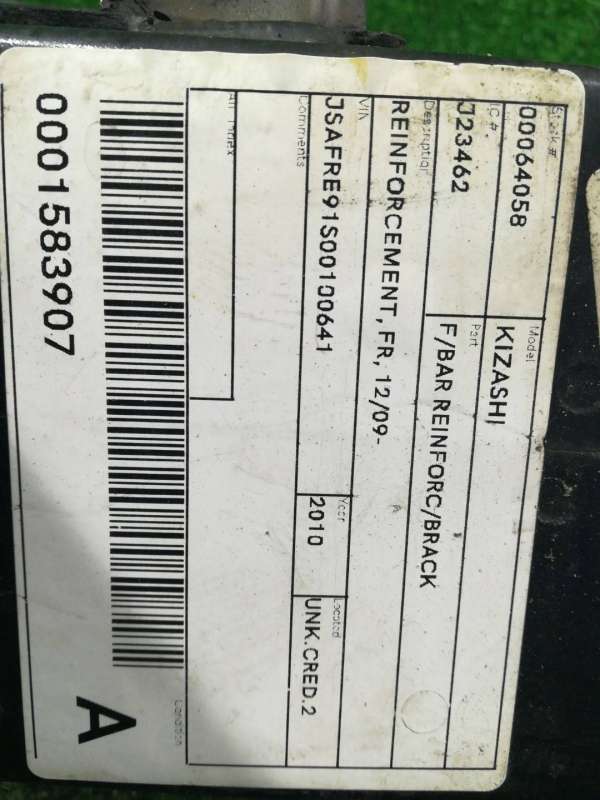 Stock # Model
00064058 KIZASHI
IC #: Part
J23462 F/BAR REINFORC/BRACK
Description
REINFORCEMENT, FR, 12/09-
VIN Year Located
JSAFRE91S00100641 2010 UNK.CRED.2
Comments
Condition
0001583907 A